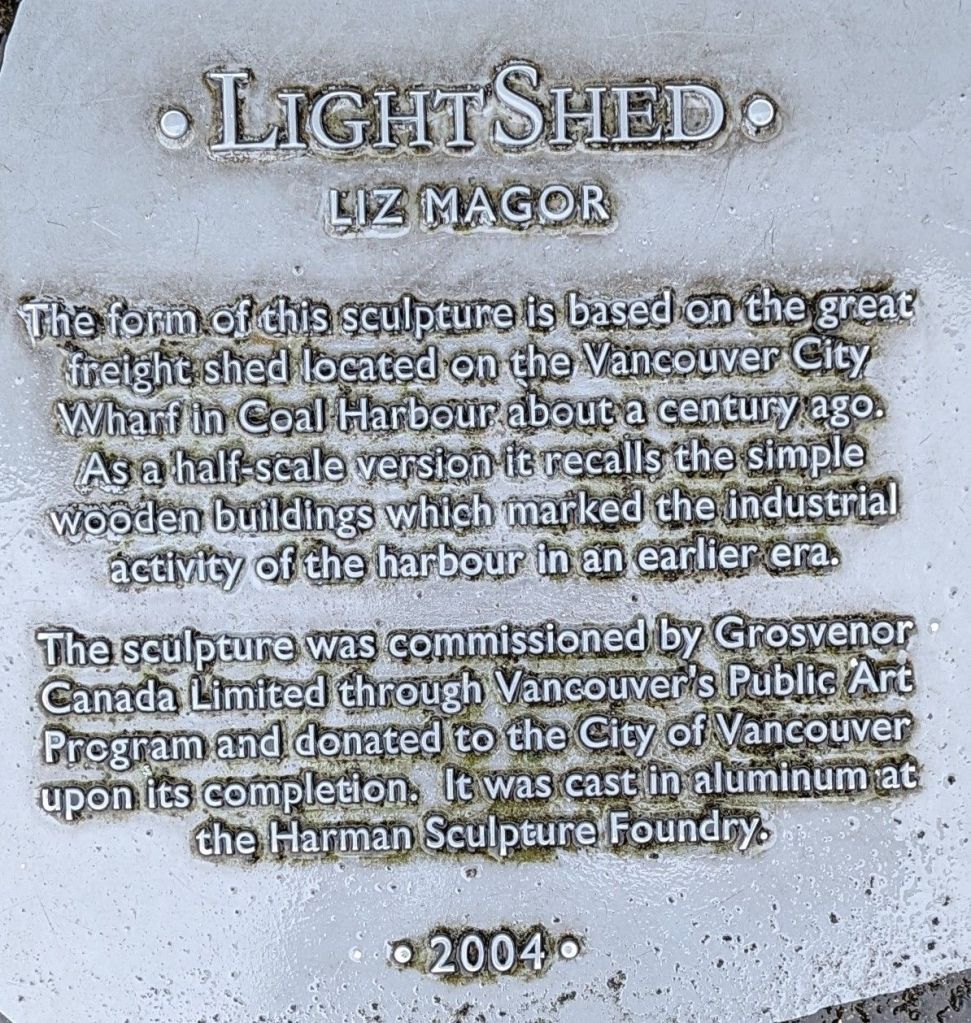 • LIGHTSHED •
LIZ MAGOR
The form of this sculpture is based on the great
freight shed located on the Vancouver City
Wharf in Coal Harbour about a century ago.
As a half-scale version it recalls the simple
wooden buildings which marked the industrial
activity of the harbour in an earlier era.
The sculpture was commissioned by Grosvenor
Canada Limited through Vancouver's Public Art
Program and donated to the City of Vancouver
upon its completion. It was cast in aluminum at
the Harman Sculpture Foundry.
• 2004 •